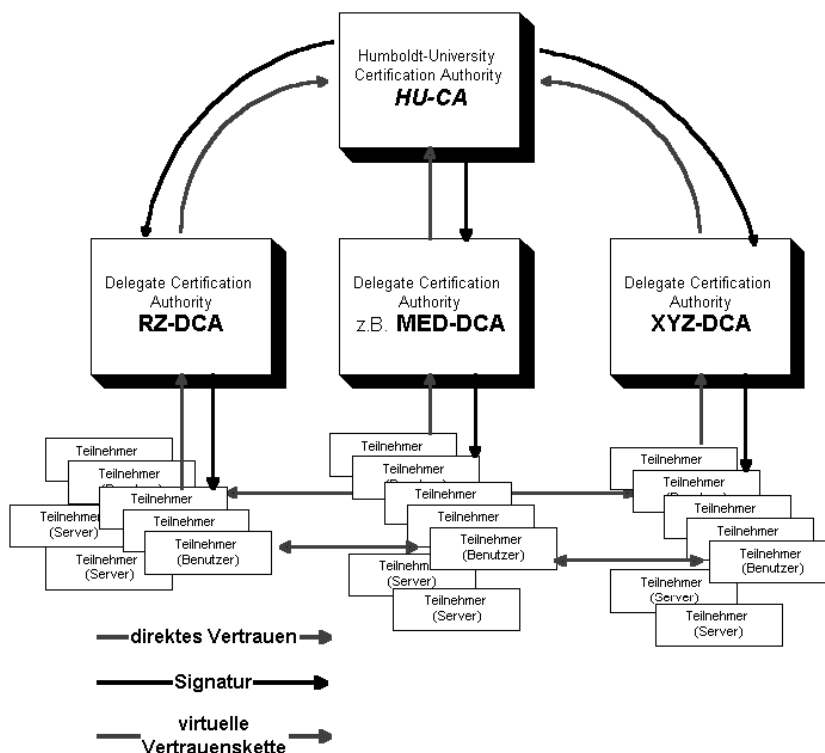 Humboldt-University
Certification Authority
HU-CA
Delegate Certification
Authority
RZ-DCA
Delegate Certification
Authority
z.B. MED-DCA
Delegate Certification
Authority
XYZ-DCA
Teilnehmer
Teilnehmer
Teilnehmer
Teilnehmer
(Server)
Teilnehmer
Teilnehmer
(Benutzer)
Teilnehmer
(Server)
Teilnehmer
Teilnehmer
Teilnehmer
Teilnehmer
Teilnehmer
(Benutzer)
Teilnehmer
(Server)
Teilnehmer
(Server)
Teilnehmer
Teilnehmer
Teilnehmer
Teilnehmer
Teilnehmer
(Benutzer)
Teilnehmer
(Server)
Teilnehmer
(Server)
direktes Vertrauen
Signatur
virtuelle
Vertrauenskette